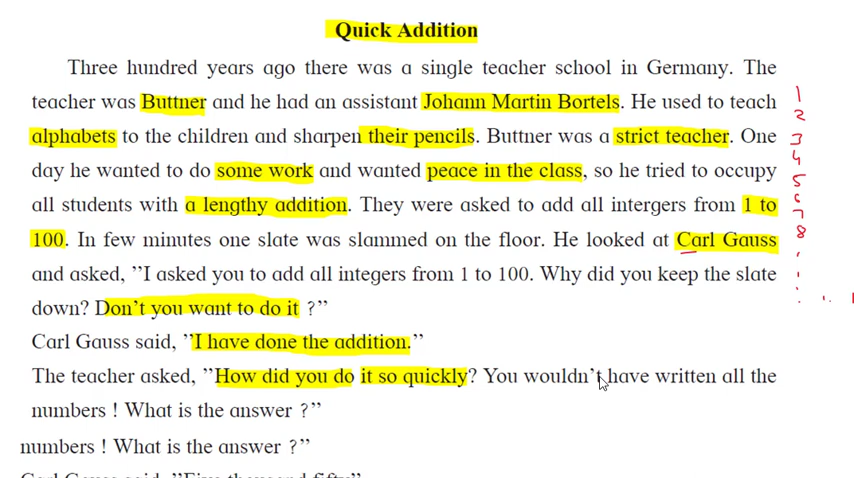 Quick Addition
Three hundred years ago there was a single teacher school in Germany. The
teacher was Buttner and he had an assistant Johann Martin Bortels. He used to teach
alphabets to the children and sharpen their pencils. Buttner was a strict teacher. One
day he wanted to do some work and wanted peace in the class, so he tried to occupy
all students with a lengthy addition. They were asked to add all intergers from 1 to
100. In few minutes one slate was slammed on the floor. He looked at Carl Gauss
and asked, ”I asked you to add all integers from 1 to 100. Why did you keep the slate
down? Don’t you want to do it ?”
Carl Gauss said, ”I have done the addition.”
The teacher asked, ”How did you do it so quickly? You wouldn’t have written all the
numbers ! What is the answer ?”
numbers ! What is the answer ?”
Carl Gauss said, ”Five thousand fifty”
1
2
3
4
5
6
7
8